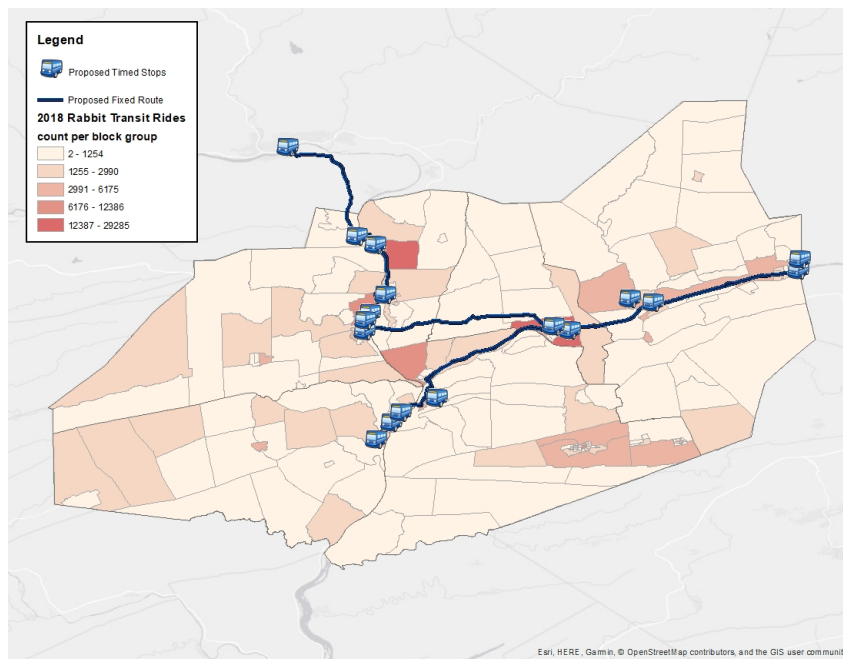 Legend
Proposed Timed Stops
Proposed Fixed Route
2018 Rabbit Transit Rides
count per block group
2 - 1254
1255 - 2990
2991 - 6175
6176 - 12386
12387 - 29285
Esri, HERE, Garmin, © OpenStreetMap contributors, and the GIS user communit